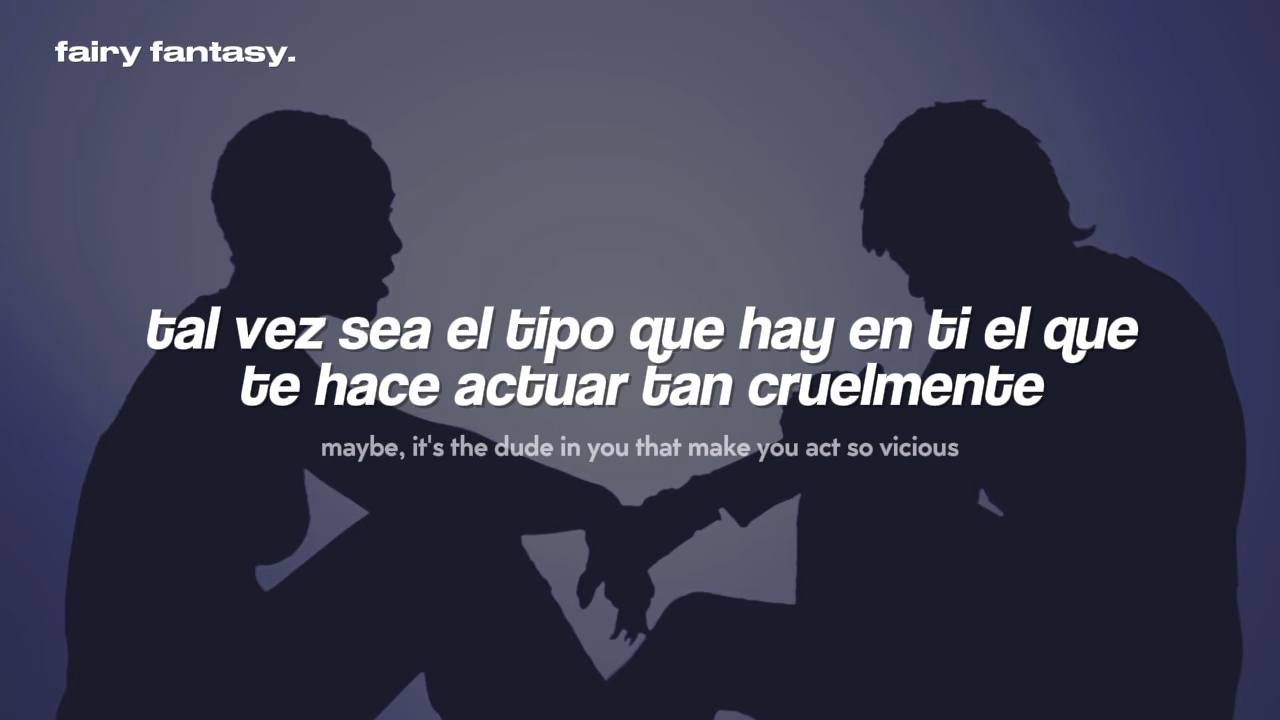 fairy fantasy.
tal vez sea el tipo que hay en ti el que
te hace actuar tan cruelmente
maybe, it's the dude in you that make you act so vicious